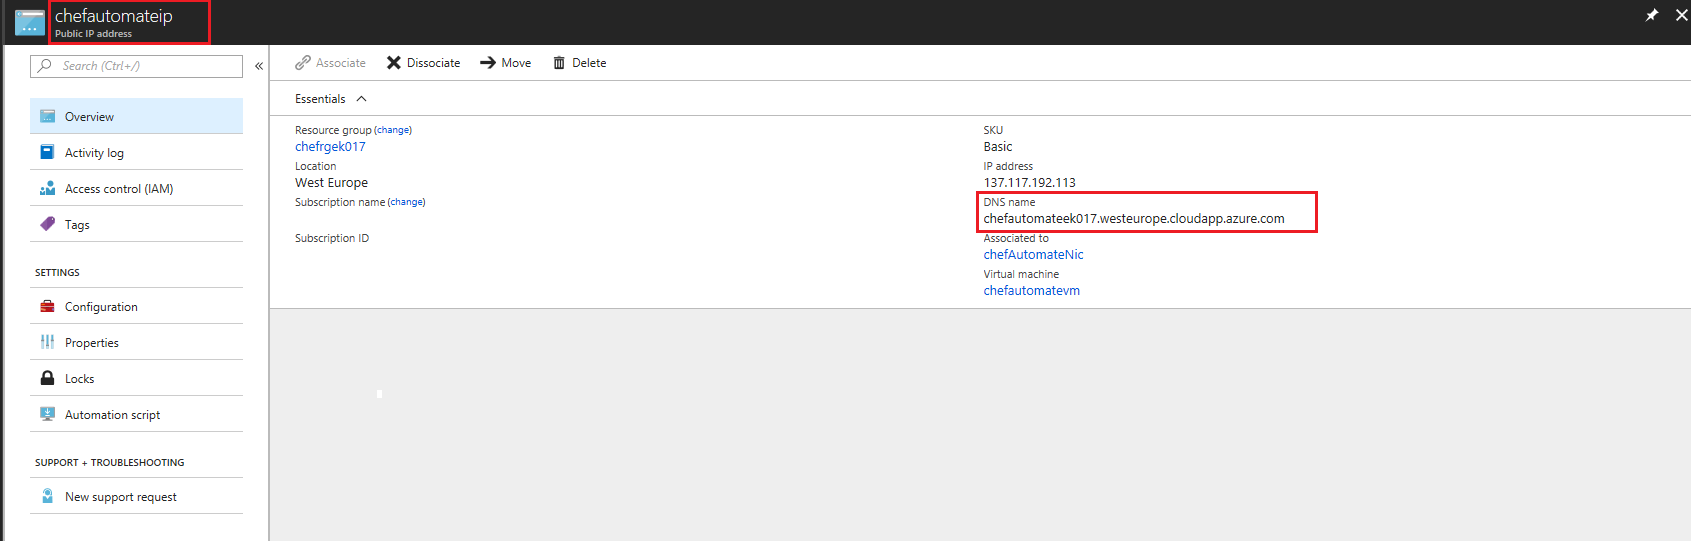 chefautomateip
Public IP address
Search (Ctrl+/)
«
Overview
Activity log
Access control (IAM)
Tags
SETTINGS
Configuration
Properties
Locks
Automation script
SUPPORT + TROUBLESHOOTING
New support request
Associate Dissociate Move Delete
Essentials
Resource group (change)
chefrgek017
Location
West Europe
Subscription name (change)
Subscription ID
SKU
Basic
IP address
137.117.192.113
DNS name
chefautomateek017.westeurope.cloudapp.azure.com
Associated to
chefAutomateNic
Virtual machine
chefautomatevm